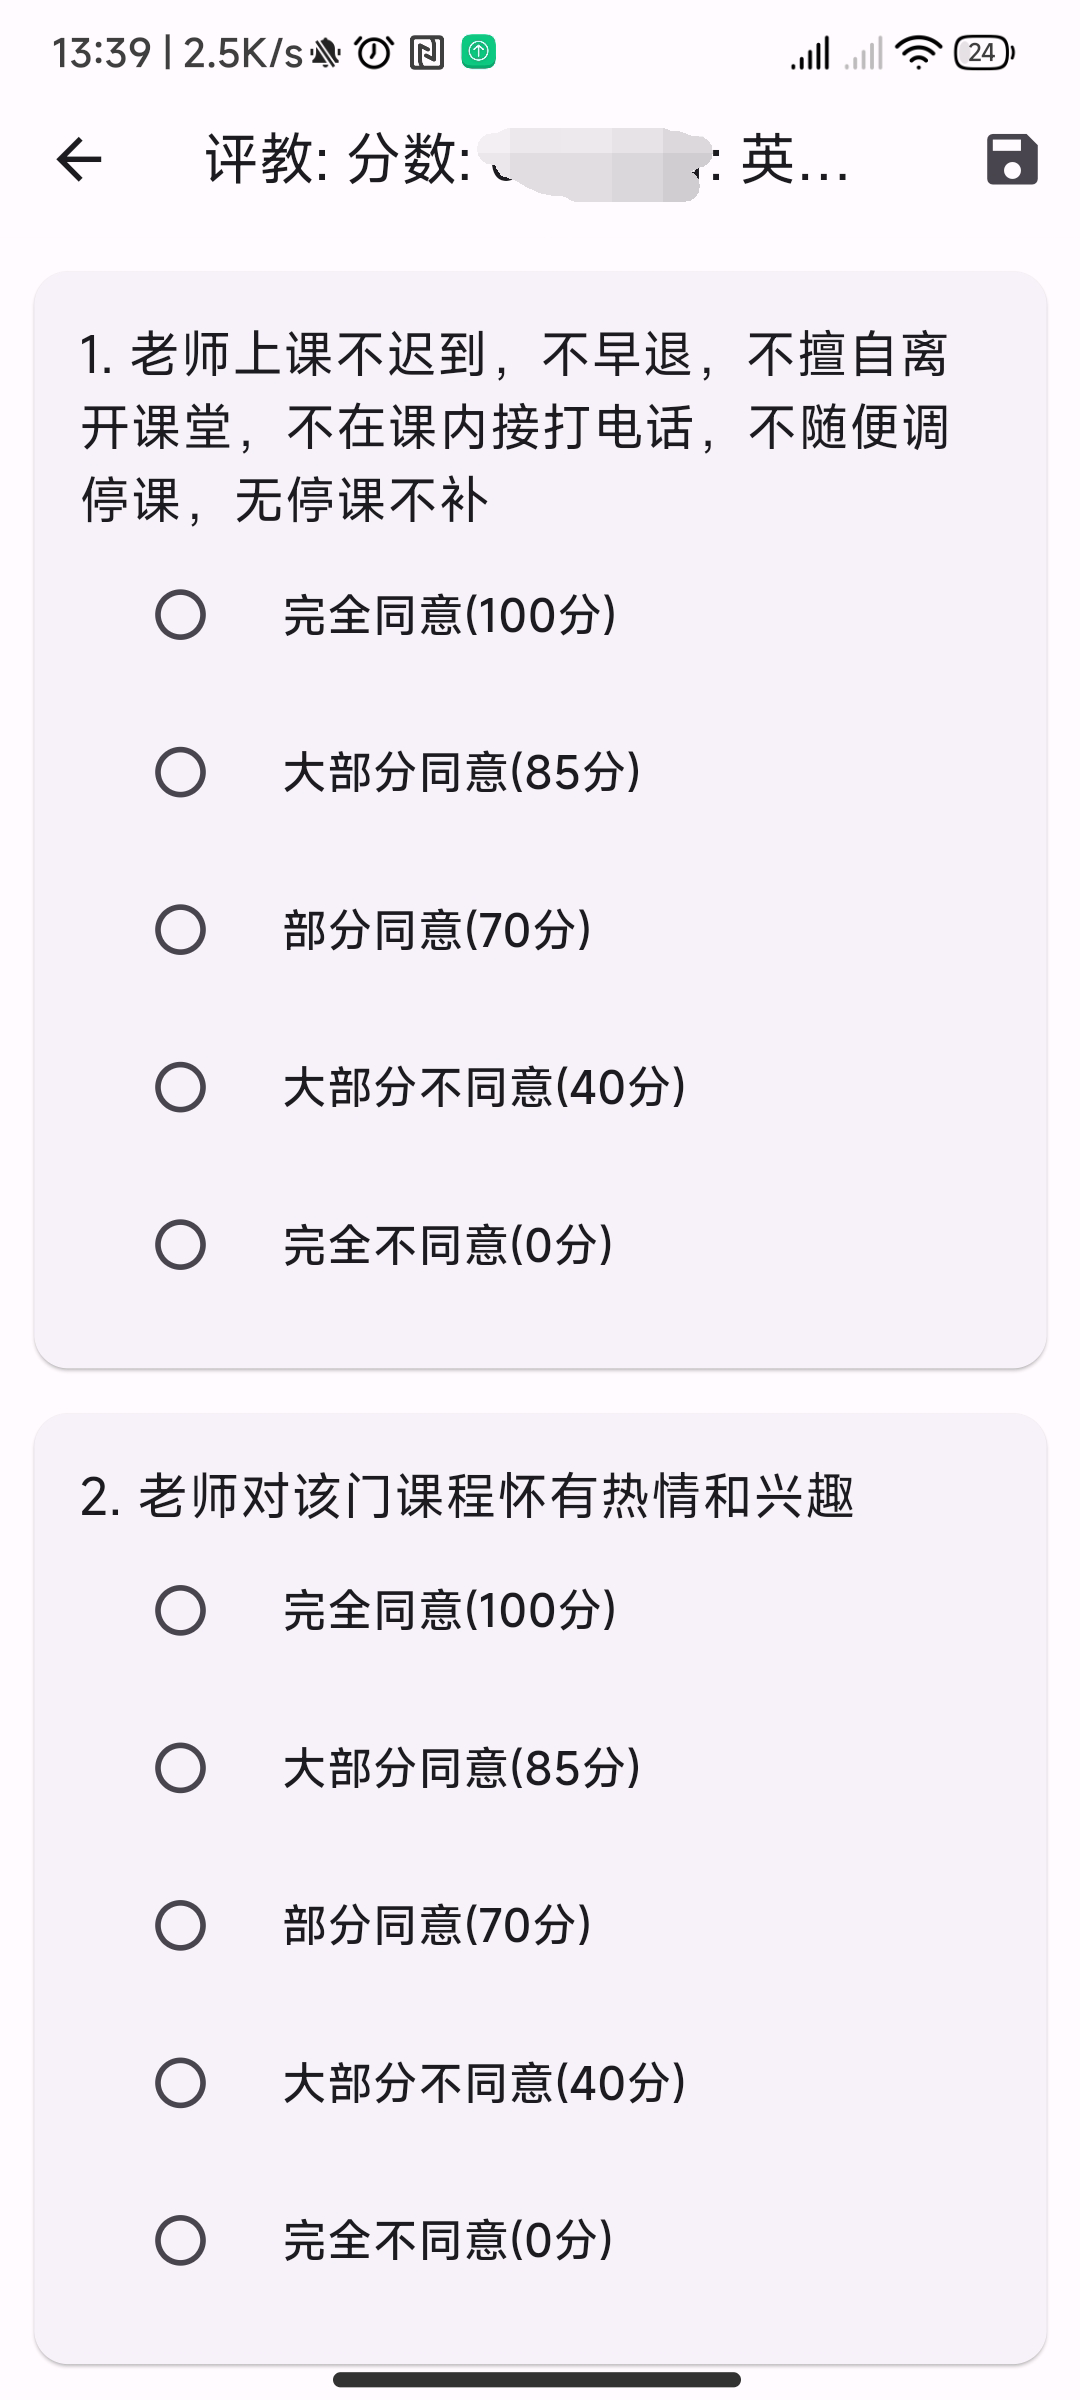 13:39 | 2.5K/s
24
评教: 分数: : 英...
1. 老师上课不迟到，不早退，不擅自离
开课堂，不在课内接打电话，不随便调
停课，无停课不补
完全同意(100分)
大部分同意(85分)
部分同意(70分)
大部分不同意(40分)
完全不同意(0分)
2. 老师对该门课程怀有热情和兴趣
完全同意(100分)
大部分同意(85分)
部分同意(70分)
大部分不同意(40分)
完全不同意(0分)